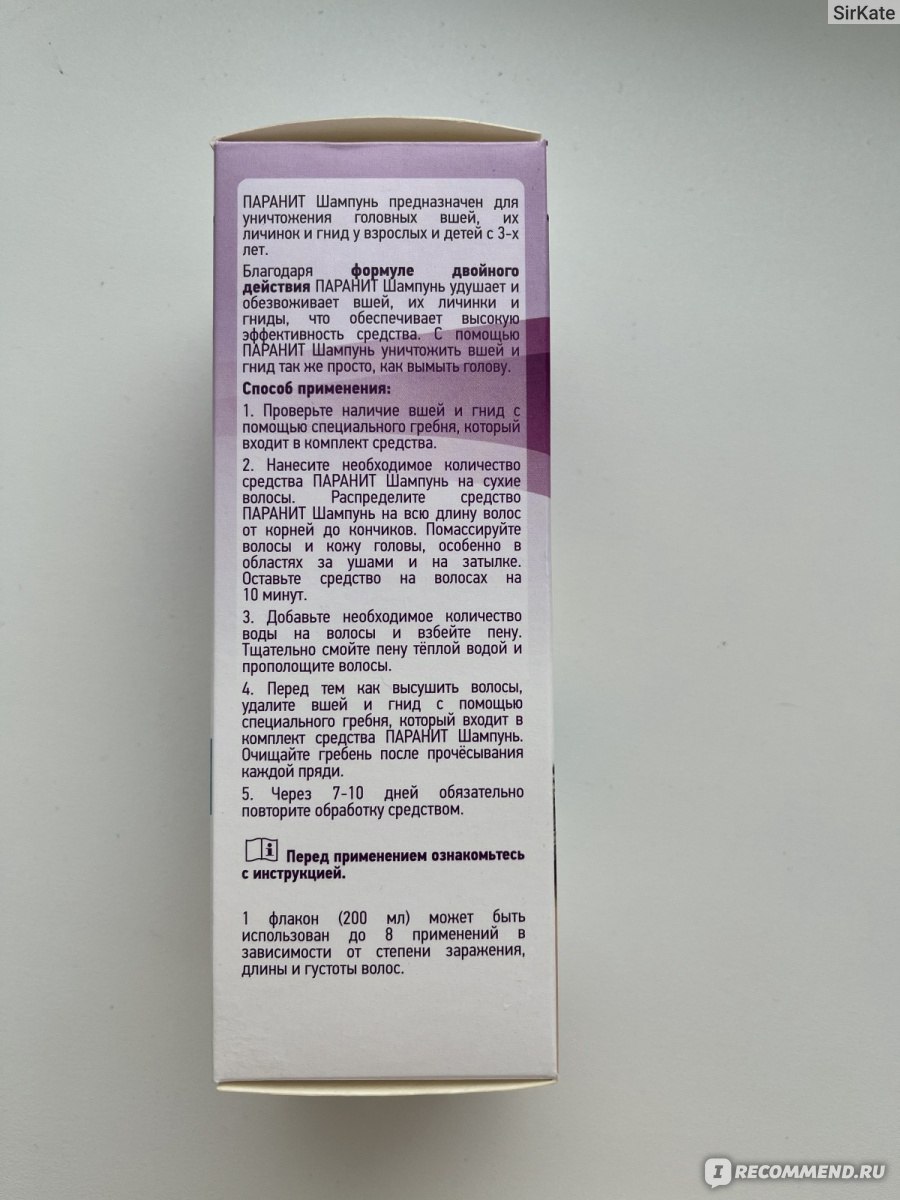 SirKate
ПАРАНИТ Шампунь предназначен для
уничтожения головных вшей, их
личинок и гнид у взрослых и детей с 3-х
лет.
Благодаря формуле двойного
действия ПАРАНИТ Шампунь удушает и
обезвоживает вшей, их личинки и
гниды, что обеспечивает высокую
эффективность средства. С помощью
ПАРАНИТ Шампунь уничтожить вшей и
гнид так же просто, как вымыть голову.
Способ применения:
1. Проверьте наличие вшей и гнид с
помощью специального гребня, который
входит в комплект средства.
2. Нанесите необходимое количество
средства ПАРАНИТ Шампунь на сухие
волосы. Распределите средство
ПАРАНИТ Шампунь на всю длину волос
от корней до кончиков. Помассируйте
волосы и кожу головы, особенно в
областях за ушами и на затылке.
Оставьте средство на волосах на
10 минут.
3. Добавьте необходимое количество
воды на волосы и взбейте пену.
Тщательно смойте пену тёплой водой и
прополощите волосы.
4. Перед тем как высушить волосы,
удалите вшей и гнид с помощью
специального гребня, который входит в
комплект средства ПАРАНИТ Шампунь.
Очищайте гребень после прочёсывания
каждой пряди.
5. Через 7-10 дней обязательно
повторите обработку средством.
Перед применением ознакомьтесь
с инструкцией.
1 флакон (200 мл) может быть
использован до 8 применений в
зависимости от степени заражения,
длины и густоты волос.
IRECOMMEND.RU